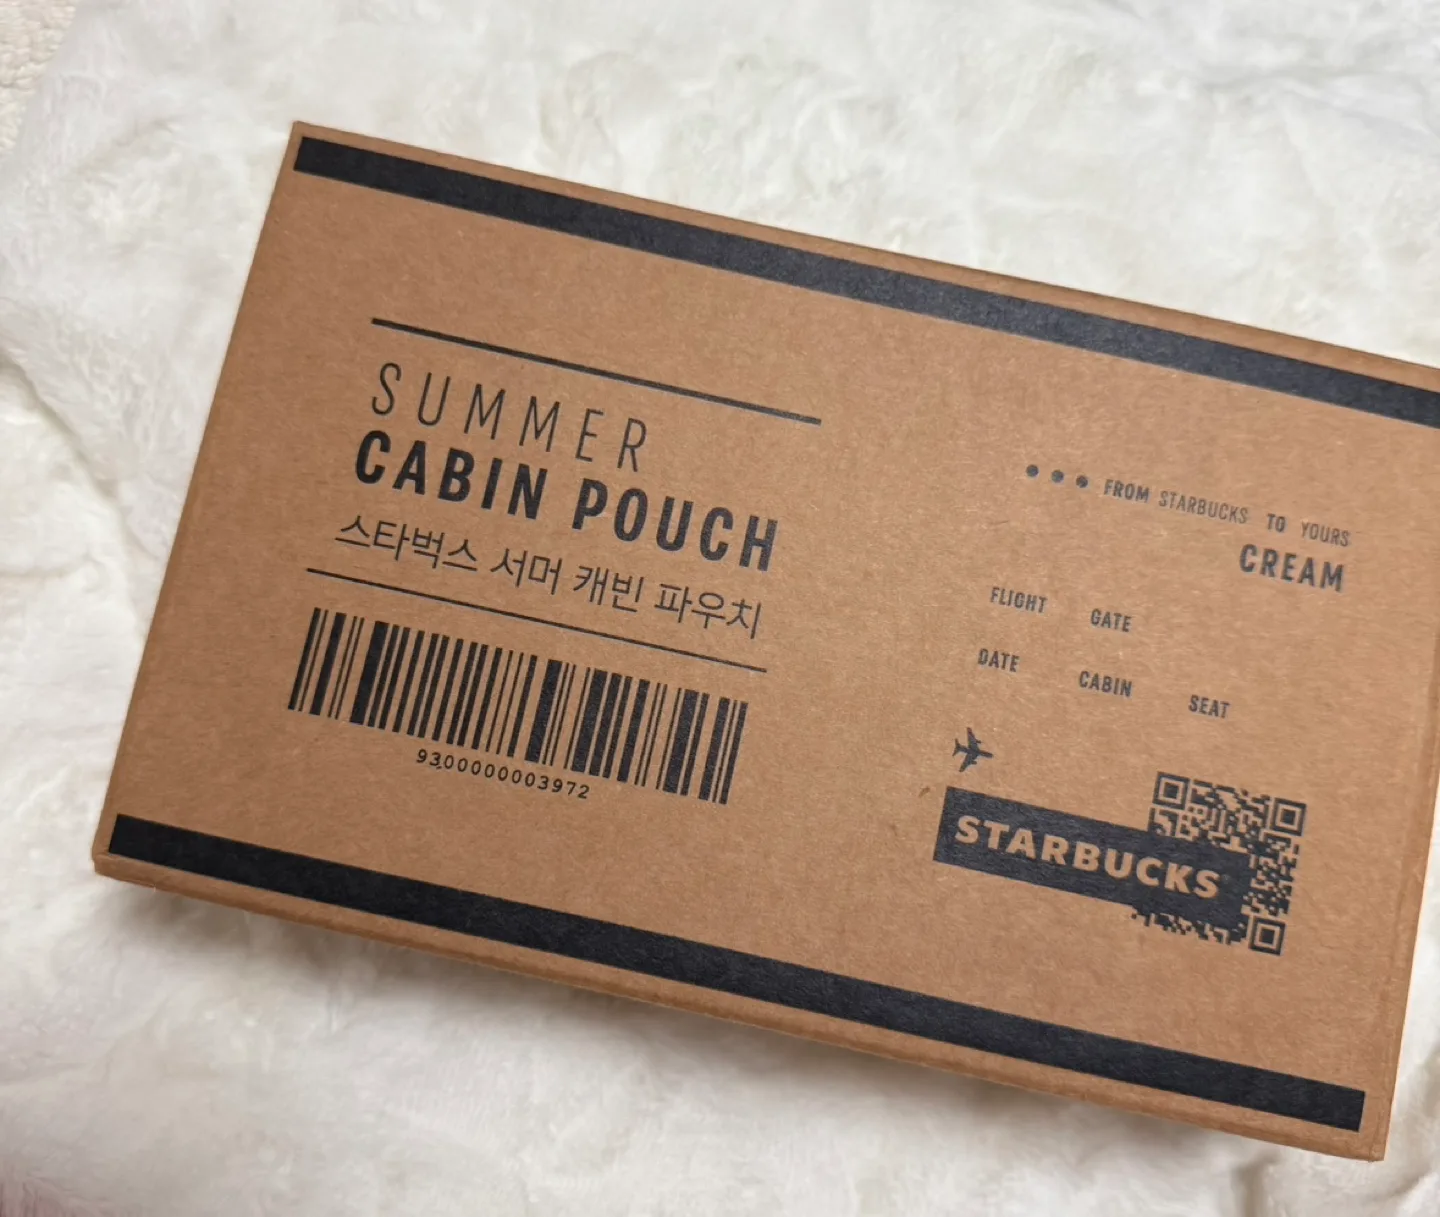 SUMMER
CABIN POUCH
스타벅스 서머 캐빈 파우치
9300000003972
FROM STARBUCKS TO YOURS
CREAM
FLIGHT GATE
DATE CABIN SEAT
STARBUCKS